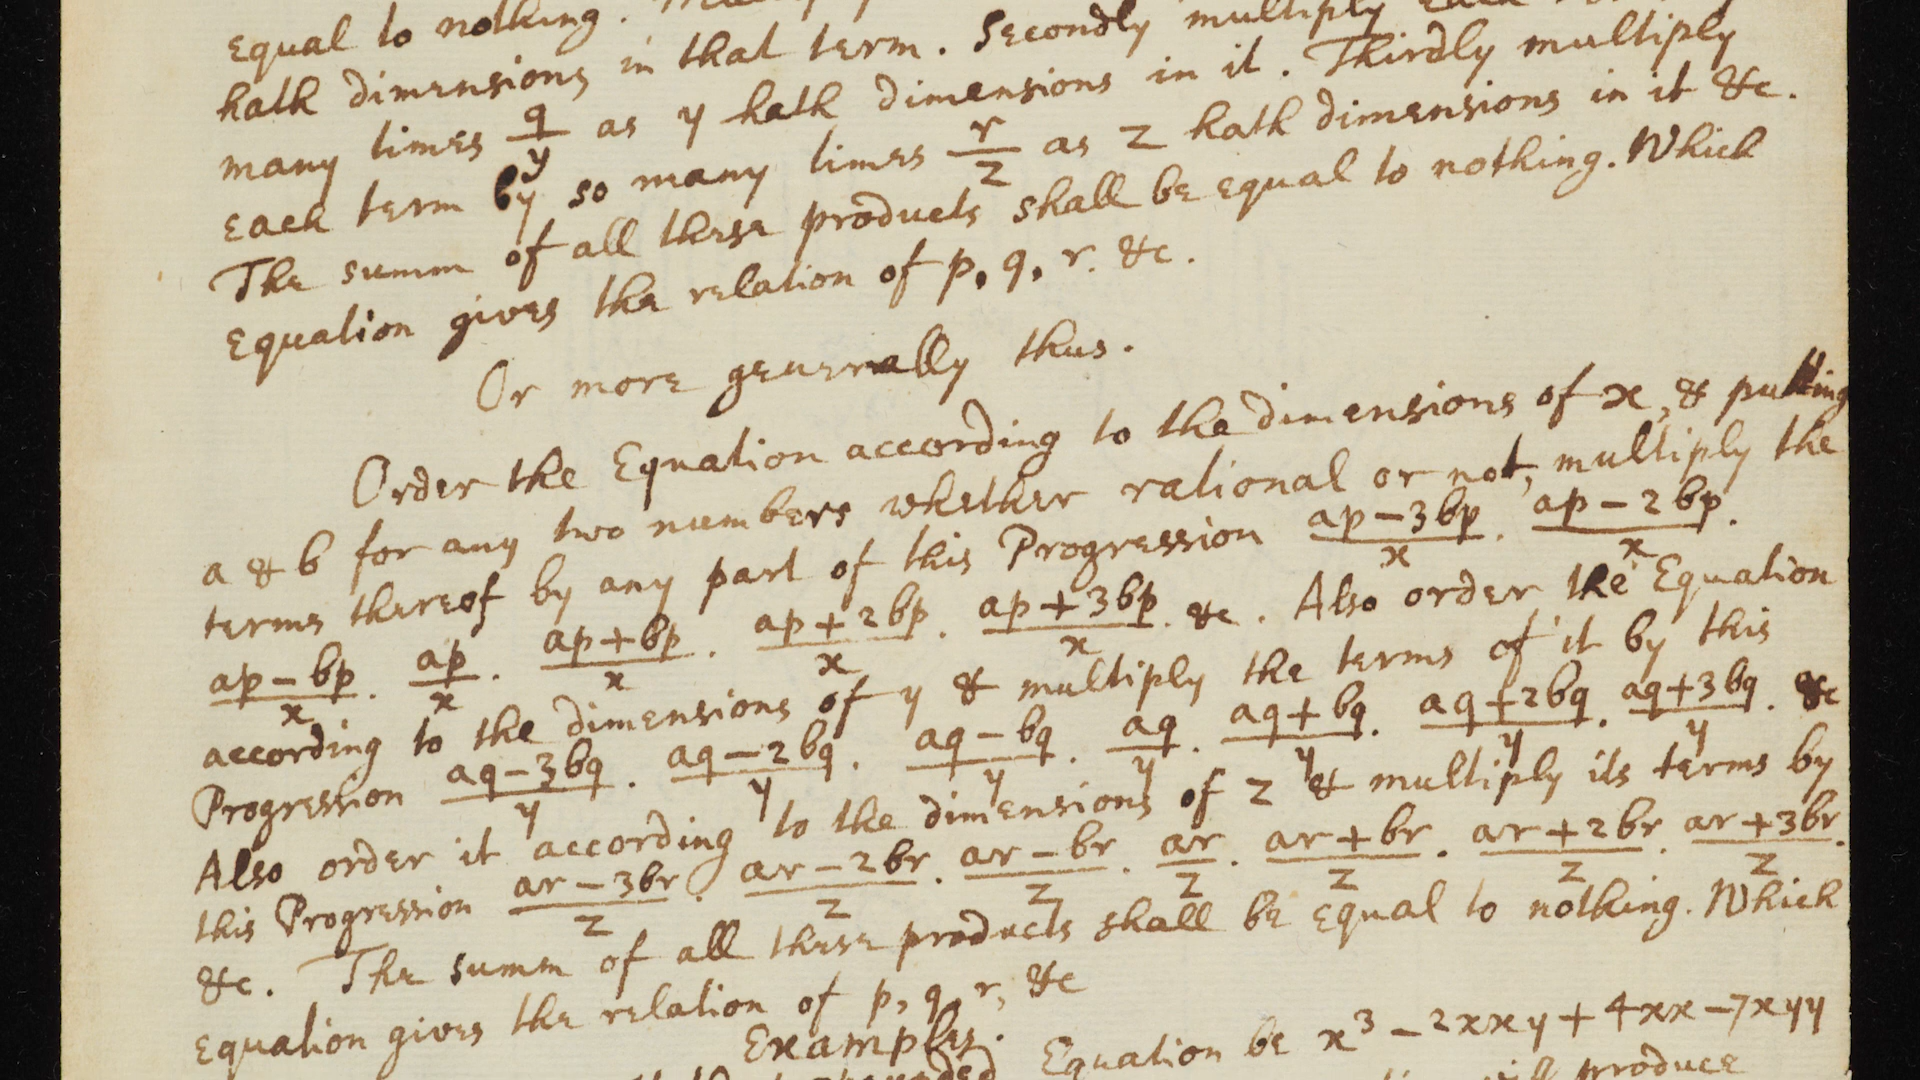 Equal to nothing.
hath dimensions in that term. Secondly multiply each
many times q/y as y hath dimensions in it. Thirdly multiply
each term by so many times r/z as z hath dimensions in it &c.
The summ of all these products shall be equal to nothing. Which
Equation gives the relation of p, q, r. &c.
Or more generally thus.
Order the Equation according to the dimensions of x, & putting
a & b for any two numbers whether rational or not, multiply the
terms thereof by any part of this Progression (ap−3bp)/x. (ap−2bp)/x.
(ap−bp)/x. ap/x. (ap+bp)/x. (ap+2bp)/x. (ap+3bp)/x. &c. Also order the Equation
according to the dimensions of y & multiply the terms of it by this
Progression (aq−3bq)/y. (aq−2bq)/y. (aq−bq)/y. aq/y. (aq+bq)/y. (aq+2bq)/y. (aq+3bq)/y. &c
Also order it according to the dimensions of z & multiply its terms by
this Progression (ar−3br)/z. (ar−2br)/z. (ar−br)/z. ar/z. (ar+br)/z. (ar+2br)/z. (ar+3br)/z.
&c. The summ of all these products shall be equal to nothing. Which
Equation gives the relation of p, q, r, &c
Examples.
Equation be x³−2xxy+4xx−7xyy
produce